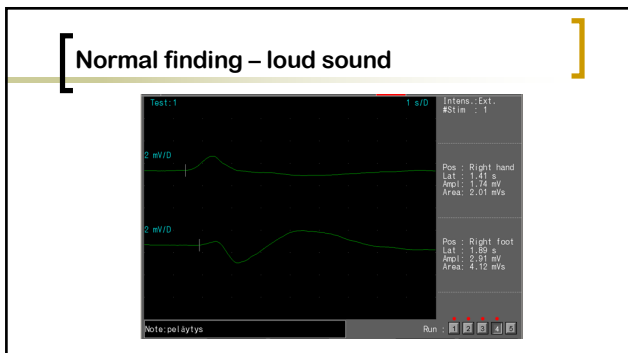 Normal finding – loud sound
Test:1
1 s/D
Intens.:Ext.
#Stim : 1
2 mV/D
Pos : Right hand
Lat : 1.41 s
Ampl: 1.74 mV
Area: 2.01 mVs
2 mV/D
Pos : Right foot
Lat : 1.89 s
Ampl: 2.91 mV
Area: 4.12 mVs
Note:peläytys
Run : 1 2 3 4 5